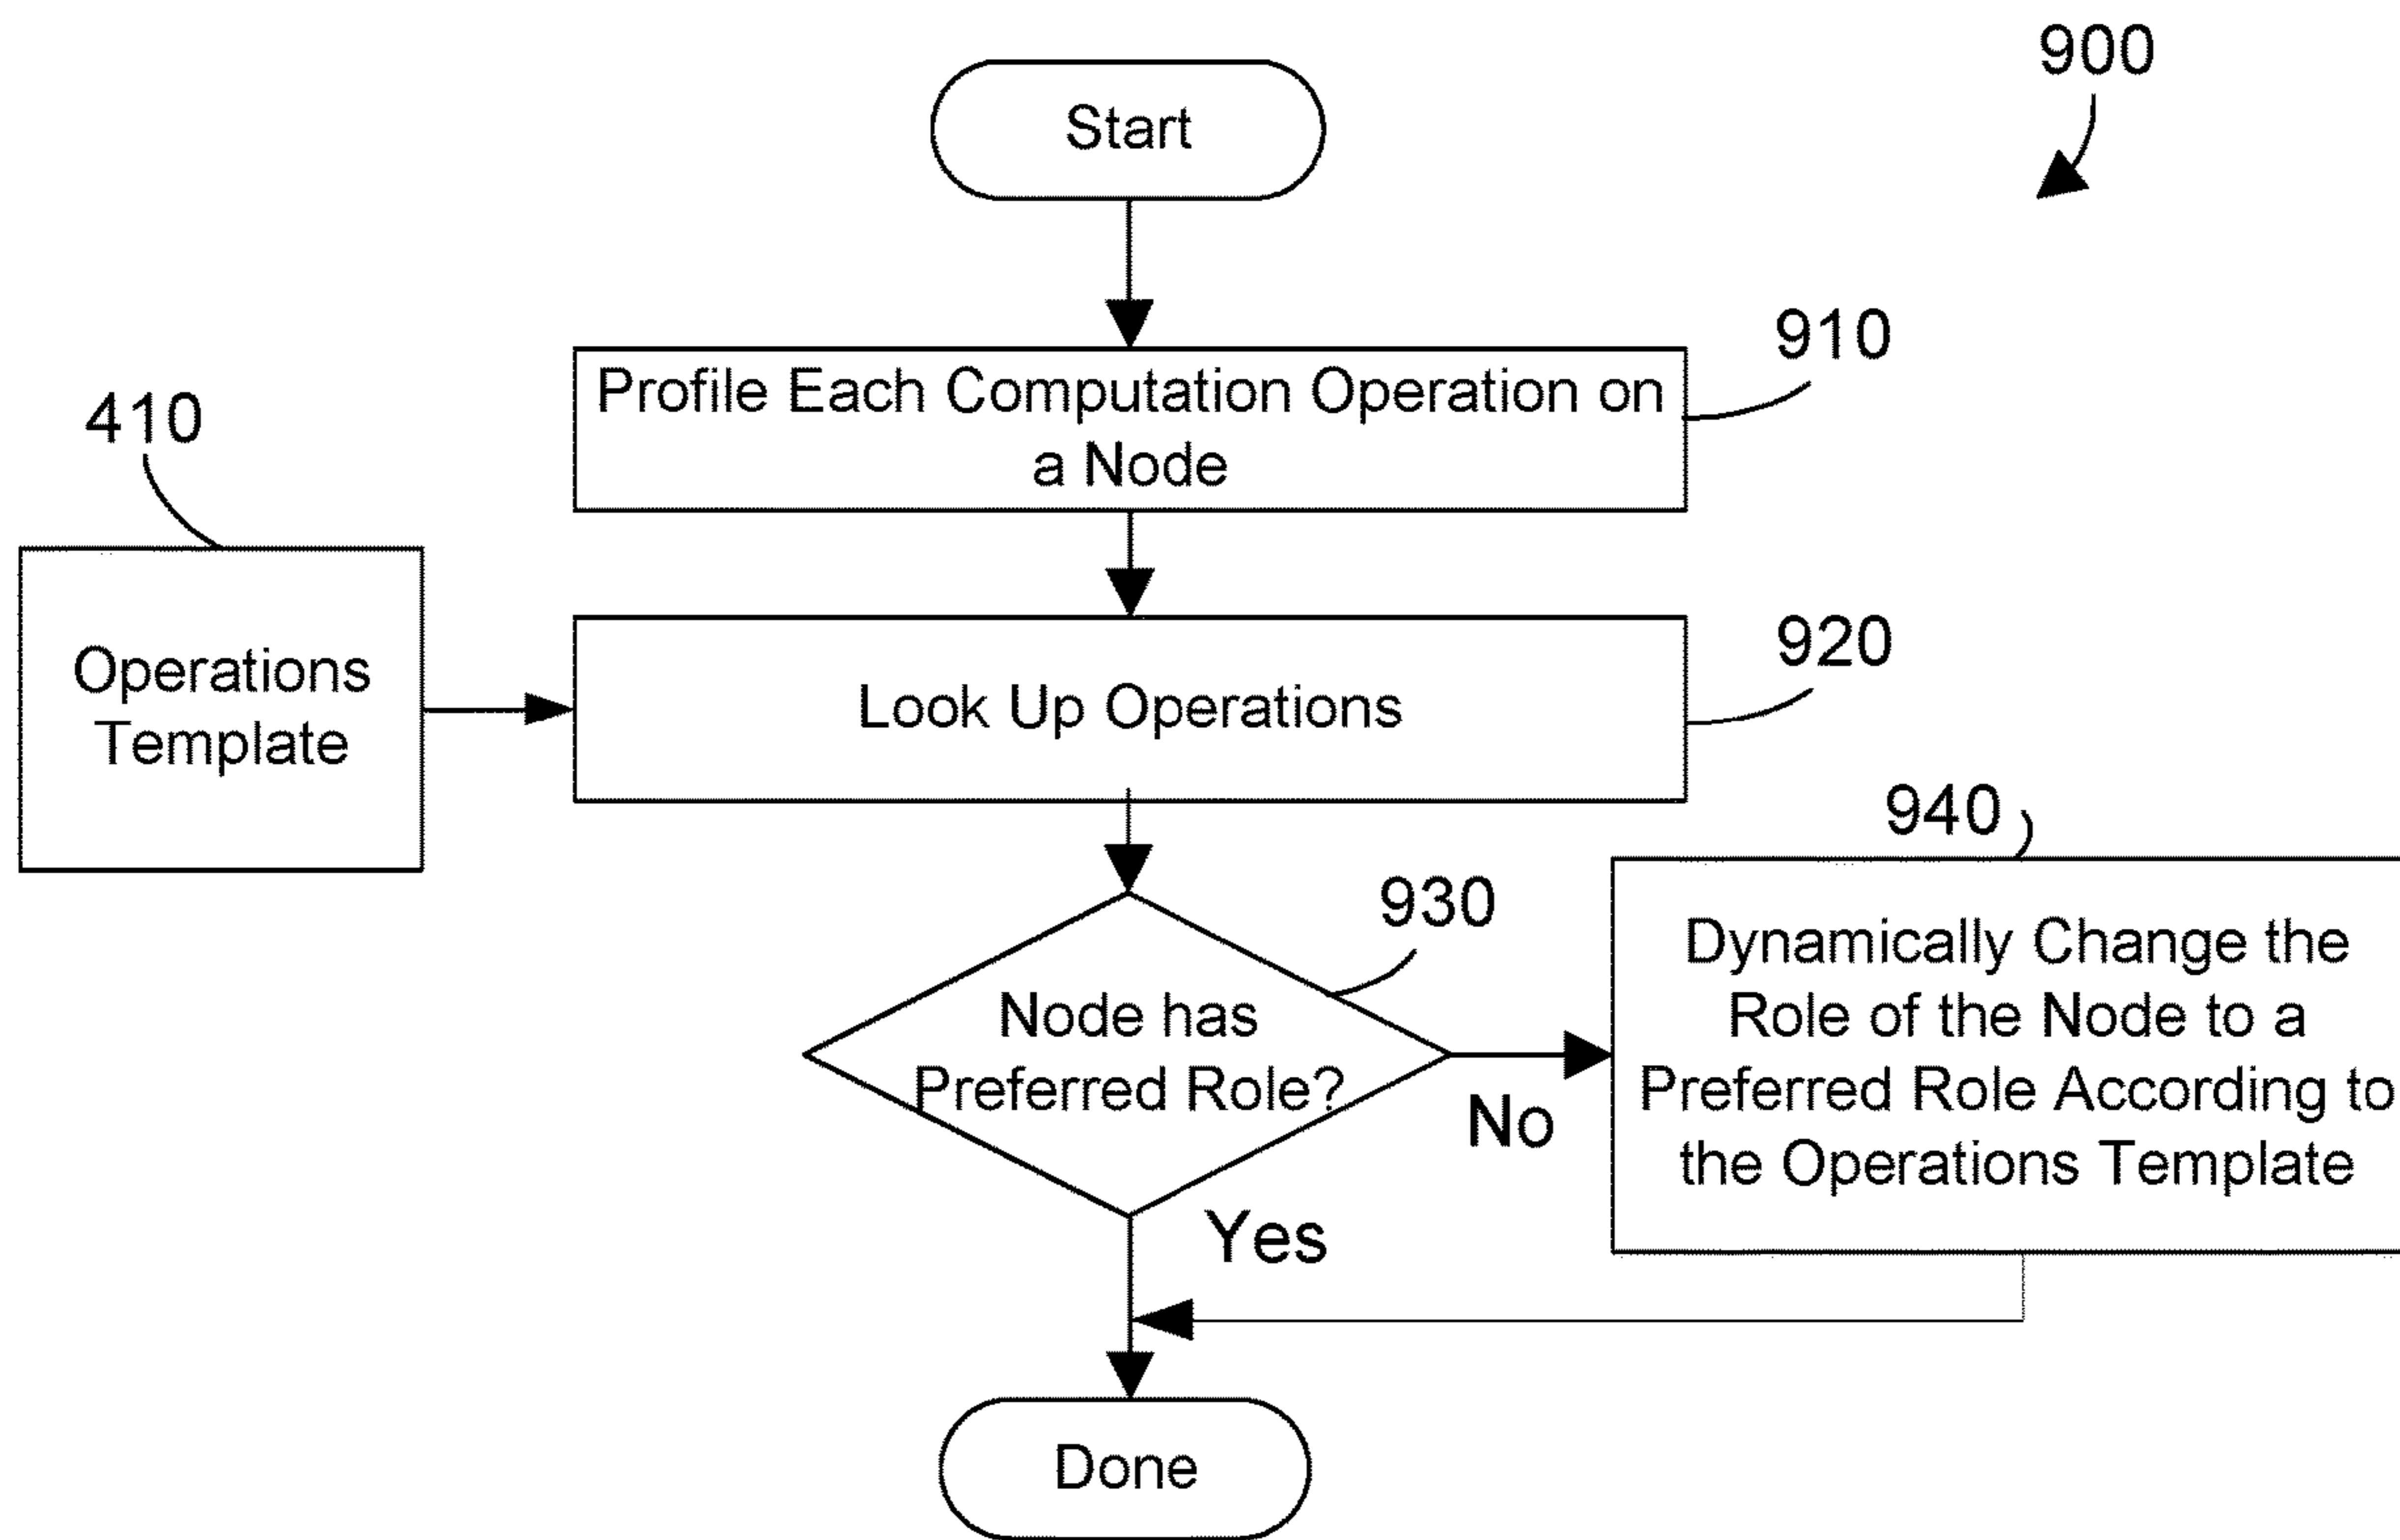 900
Start
910
Profile Each Computation Operation on
a Node
410
Operations
Template
920
Look Up Operations
940
930
Node has
Preferred Role?
No
Dynamically Change the
Role of the Node to a
Preferred Role According to
the Operations Template
Yes
Done